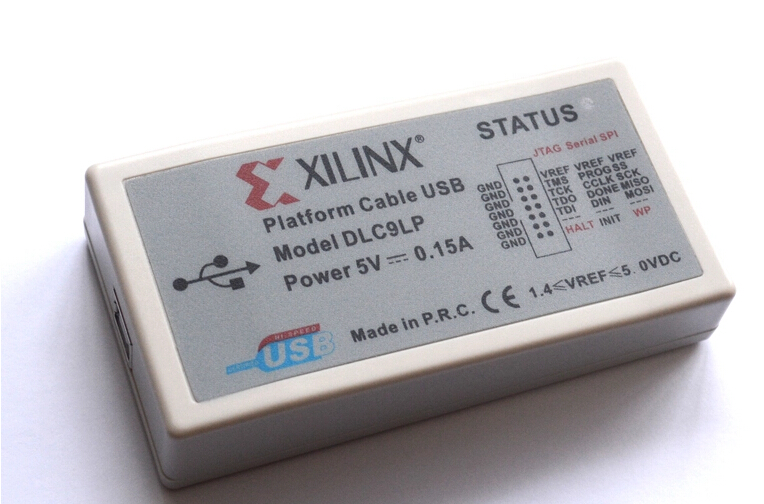 XILINX®
STATUS
Platform Cable USB
Model DLC9LP
Power 5V 0.15A
JTAG Serial SPI
GND VREF VREF VREF
GND TMS PROG SS
GND TCK CCLK SCK
GND TDO DONE MISO
GND TDI DIN MOSI
GND --- --- ---
GND HALT INIT WP
HI-SPEED
USB
Made in P.R.C. CE 1.4≤VREF≤5.0VDC